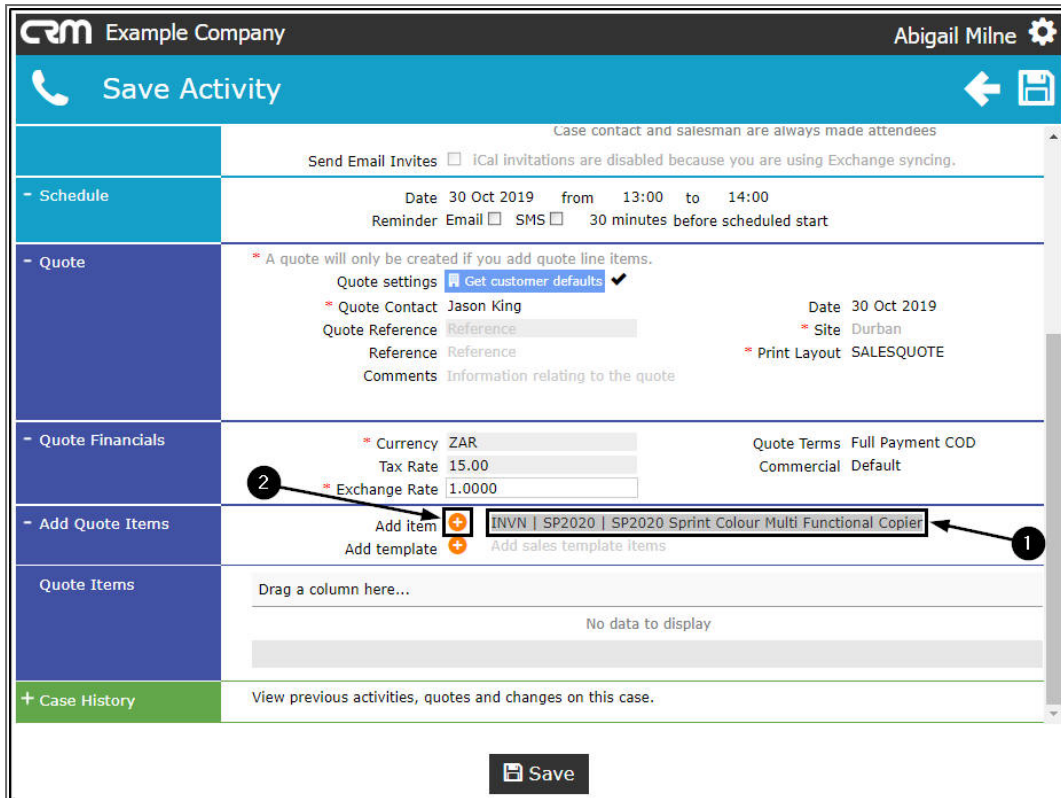 CRM Example Company
Abigail Milne
Save Activity
Case contact and salesman are always made attendees
Send Email Invites iCal invitations are disabled because you are using Exchange syncing.
- Schedule
Date 30 Oct 2019 from 13:00 to 14:00
Reminder Email SMS 30 minutes before scheduled start
- Quote
* A quote will only be created if you add quote line items.
Quote settings Get customer defaults
* Quote Contact Jason King Date 30 Oct 2019
Quote Reference Reference * Site Durban
Reference Reference * Print Layout SALESQUOTE
Comments Information relating to the quote
- Quote Financials
* Currency ZAR Quote Terms Full Payment COD
Tax Rate 15.00 Commercial Default
2
* Exchange Rate 1.0000
- Add Quote Items
Add item INVN | SP2020 | SP2020 Sprint Colour Multi Functional Copier
1
Add template Add sales template items
Quote Items
Drag a column here...
No data to display
+ Case History
View previous activities, quotes and changes on this case.
Save